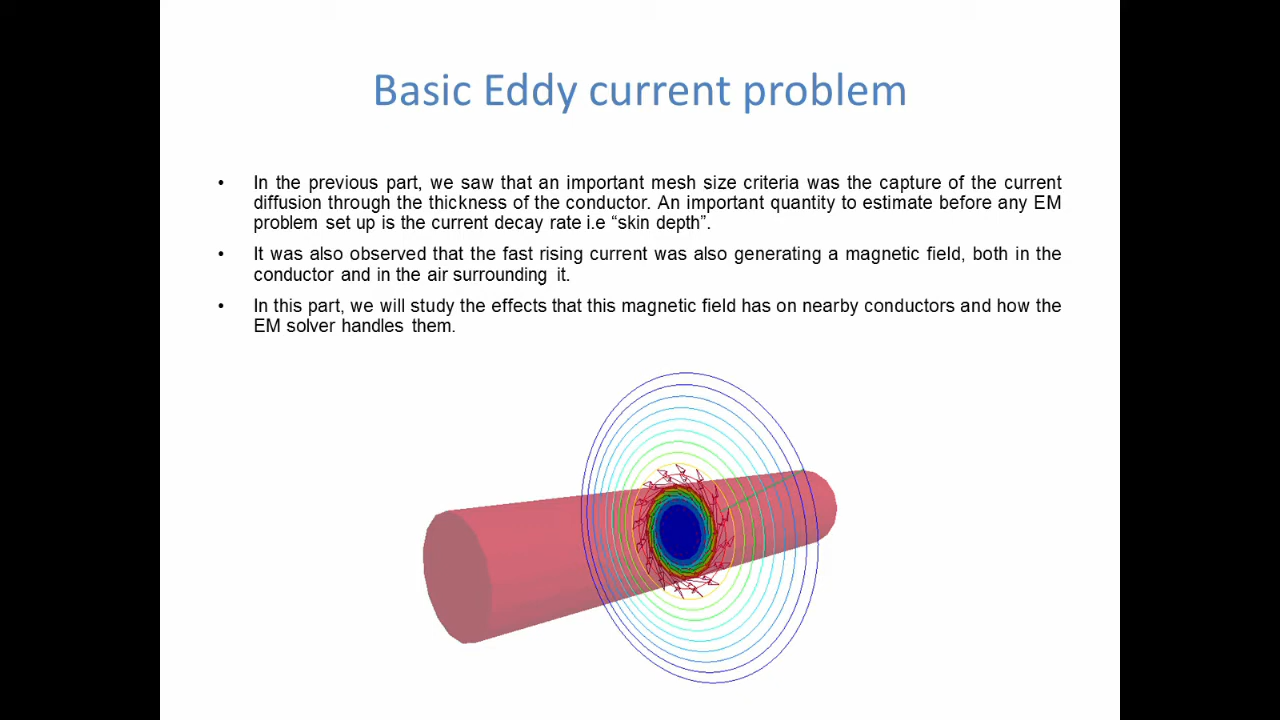 Basic Eddy current problem
• In the previous part, we saw that an important mesh size criteria was the capture of the current
diffusion through the thickness of the conductor. An important quantity to estimate before any EM
problem set up is the current decay rate i.e “skin depth”.
• It was also observed that the fast rising current was also generating a magnetic field, both in the
conductor and in the air surrounding it.
• In this part, we will study the effects that this magnetic field has on nearby conductors and how the
EM solver handles them.